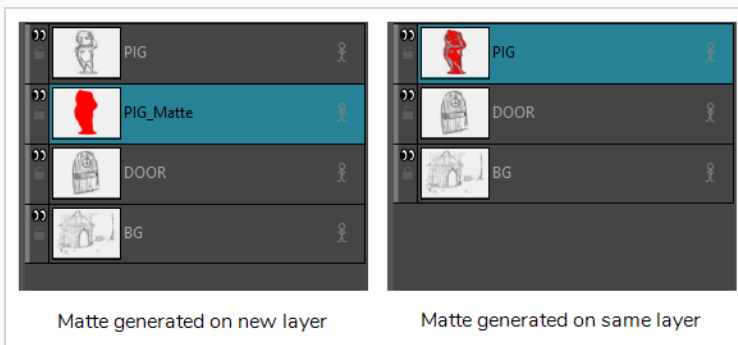 PIG
PIG_Matte
DOOR
BG
Matte generated on new layer
PIG
DOOR
BG
Matte generated on same layer